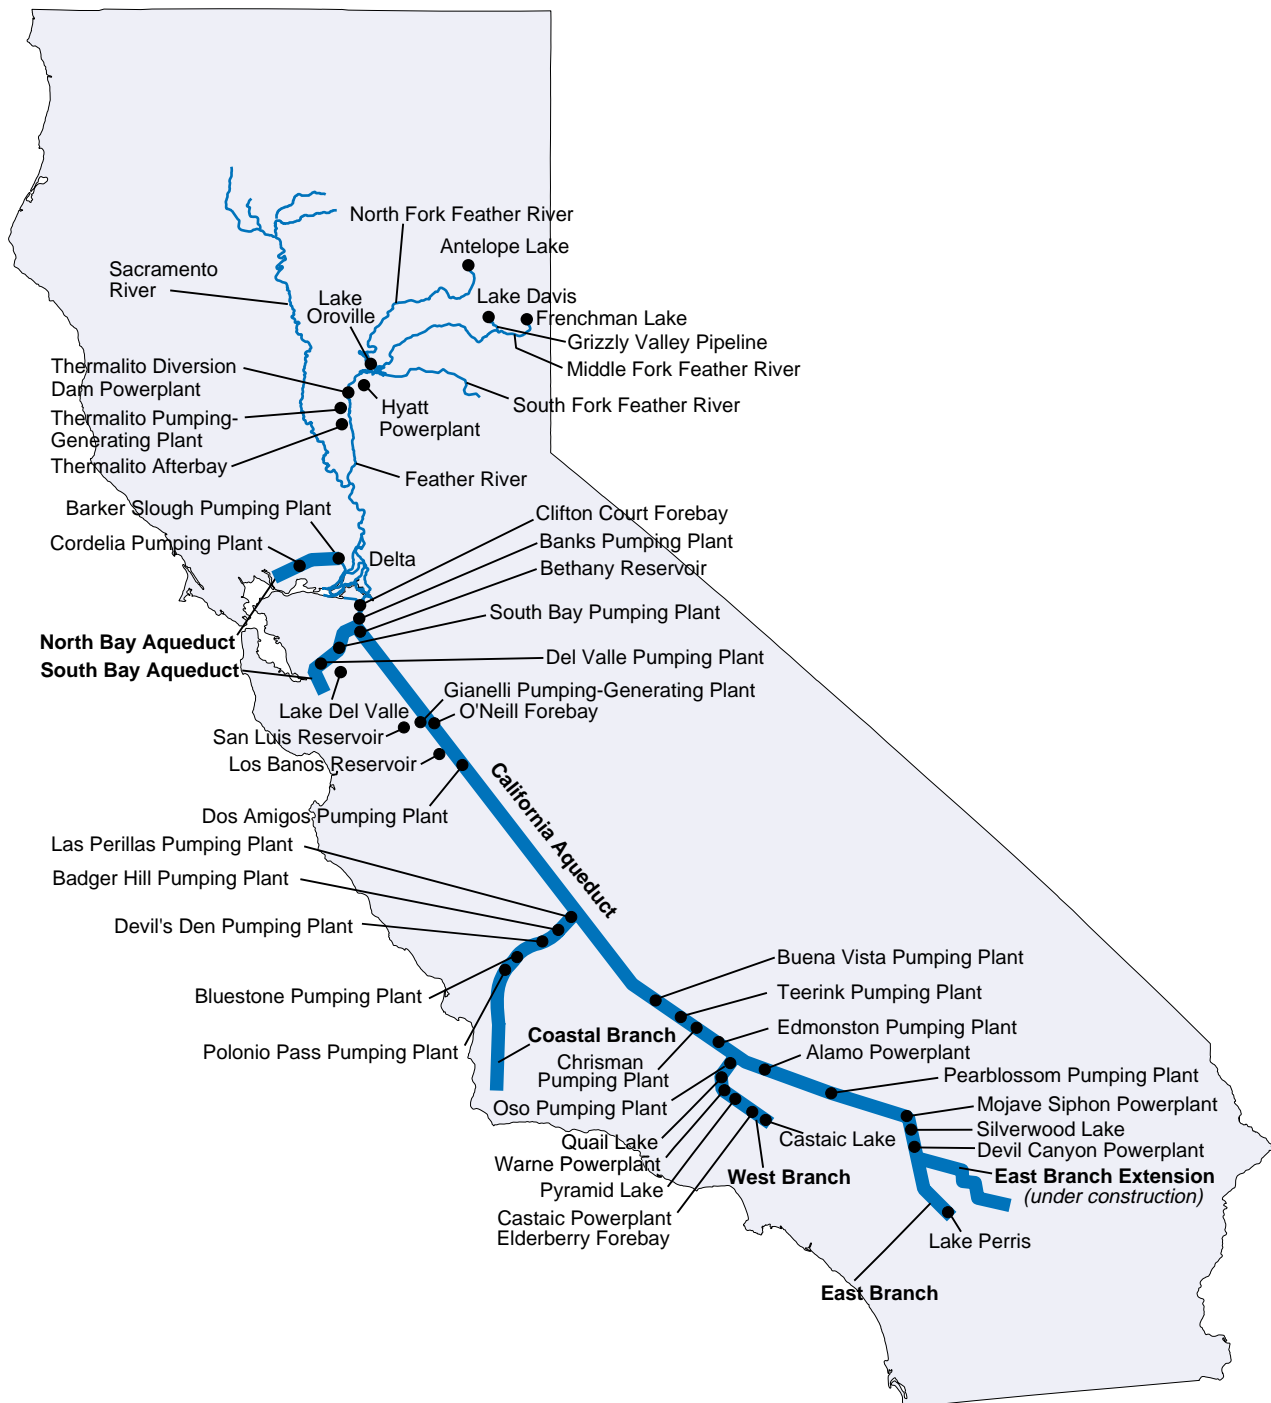 North Fork Feather River
Antelope Lake
Sacramento
River
Lake
Oroville
Lake Davis
Frenchman Lake
Grizzly Valley Pipeline
Middle Fork Feather River
Thermalito Diversion
Dam Powerplant
South Fork Feather River
Hyatt
Powerplant
Thermalito Pumping-
Generating Plant
Thermalito Afterbay
Feather River
Barker Slough Pumping Plant
Clifton Court Forebay
Cordelia Pumping Plant
Banks Pumping Plant
Delta
Bethany Reservoir
South Bay Pumping Plant
North Bay Aqueduct
South Bay Aqueduct
Del Valle Pumping Plant
Gianelli Pumping-Generating Plant
Lake Del Valle
O'Neill Forebay
San Luis Reservoir
Los Banos Reservoir
California Aqueduct
Dos Amigos Pumping Plant
Las Perillas Pumping Plant
Badger Hill Pumping Plant
Devil's Den Pumping Plant
Buena Vista Pumping Plant
Bluestone Pumping Plant
Teerink Pumping Plant
Coastal Branch
Edmonston Pumping Plant
Polonio Pass Pumping Plant
Chrisman
Pumping Plant
Alamo Powerplant
Pearblossom Pumping Plant
Oso Pumping Plant
Mojave Siphon Powerplant
Quail Lake
Castaic Lake
Silverwood Lake
Devil Canyon Powerplant
Warne Powerplant
West Branch
East Branch Extension
(under construction)
Pyramid Lake
Castaic Powerplant
Elderberry Forebay
Lake Perris
East Branch